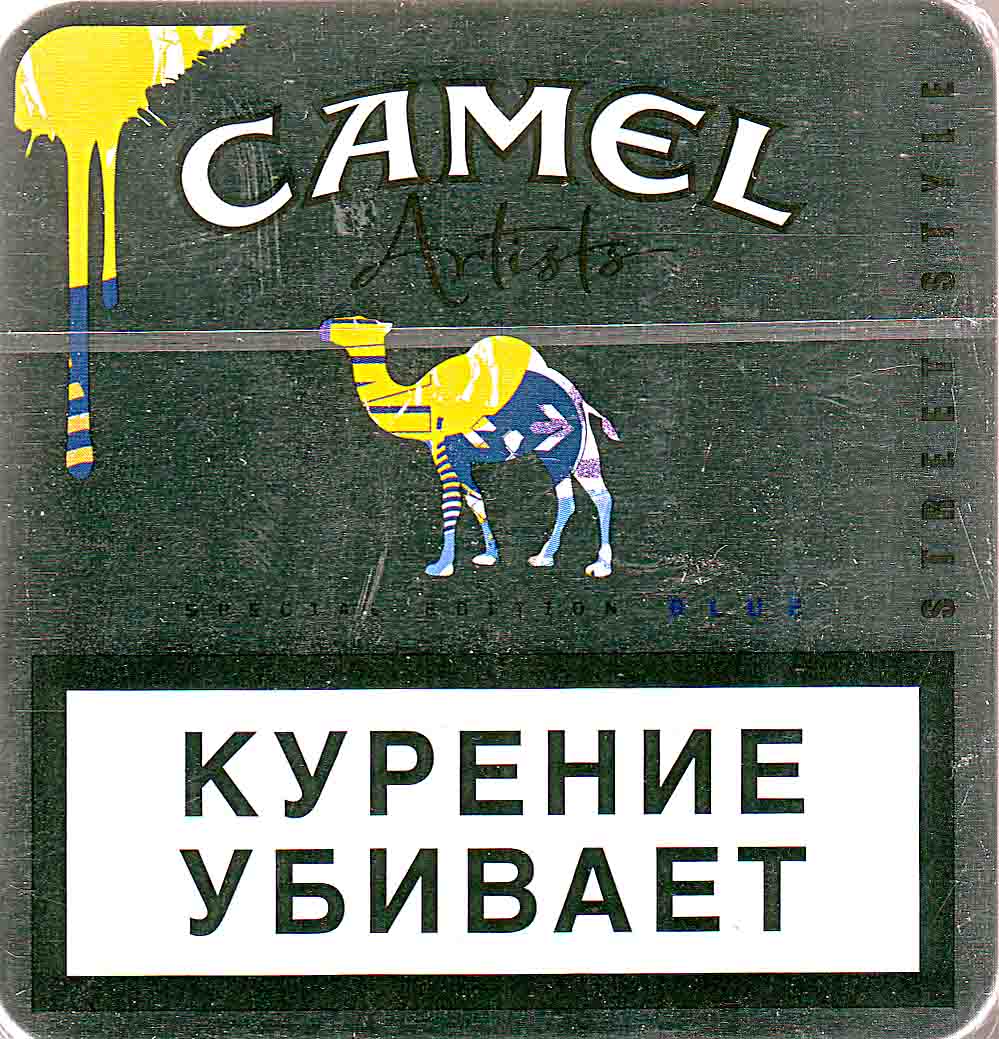 CAMEL
Artists
SPECIAL EDITION BLUE
STREET STYLE
КУРЕНИЕ
УБИВАЕТ